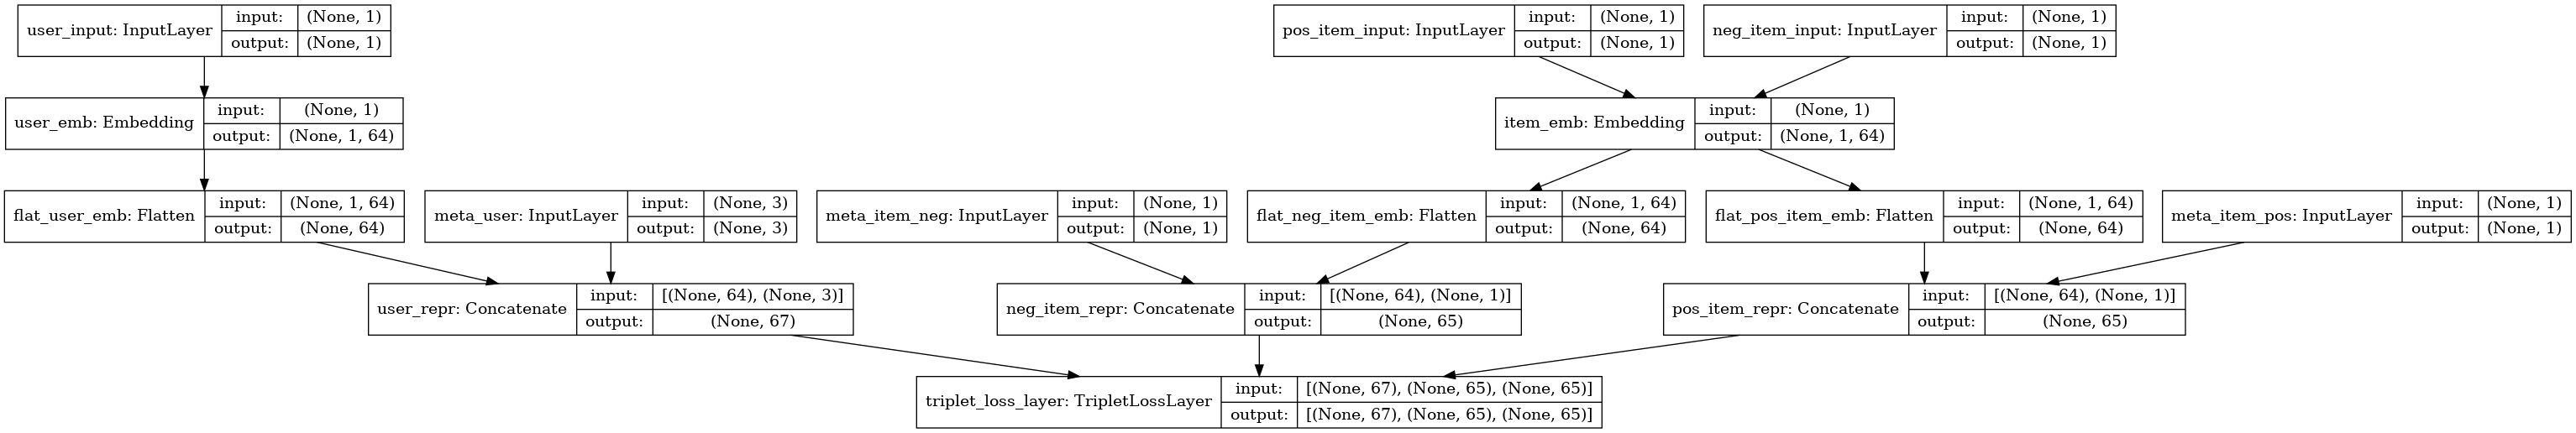 user_input: InputLayer
input: (None, 1)
output: (None, 1)
pos_item_input: InputLayer
input: (None, 1)
output: (None, 1)
neg_item_input: InputLayer
input: (None, 1)
output: (None, 1)
user_emb: Embedding
input: (None, 1)
output: (None, 1, 64)
item_emb: Embedding
input: (None, 1)
output: (None, 1, 64)
flat_user_emb: Flatten
input: (None, 1, 64)
output: (None, 64)
meta_user: InputLayer
input: (None, 3)
output: (None, 3)
meta_item_neg: InputLayer
input: (None, 1)
output: (None, 1)
flat_neg_item_emb: Flatten
input: (None, 1, 64)
output: (None, 64)
flat_pos_item_emb: Flatten
input: (None, 1, 64)
output: (None, 64)
meta_item_pos: InputLayer
input: (None, 1)
output: (None, 1)
user_repr: Concatenate
input: [(None, 64), (None, 3)]
output: (None, 67)
neg_item_repr: Concatenate
input: [(None, 64), (None, 1)]
output: (None, 65)
pos_item_repr: Concatenate
input: [(None, 64), (None, 1)]
output: (None, 65)
triplet_loss_layer: TripletLossLayer
input: [(None, 67), (None, 65), (None, 65)]
output: [(None, 67), (None, 65), (None, 65)]